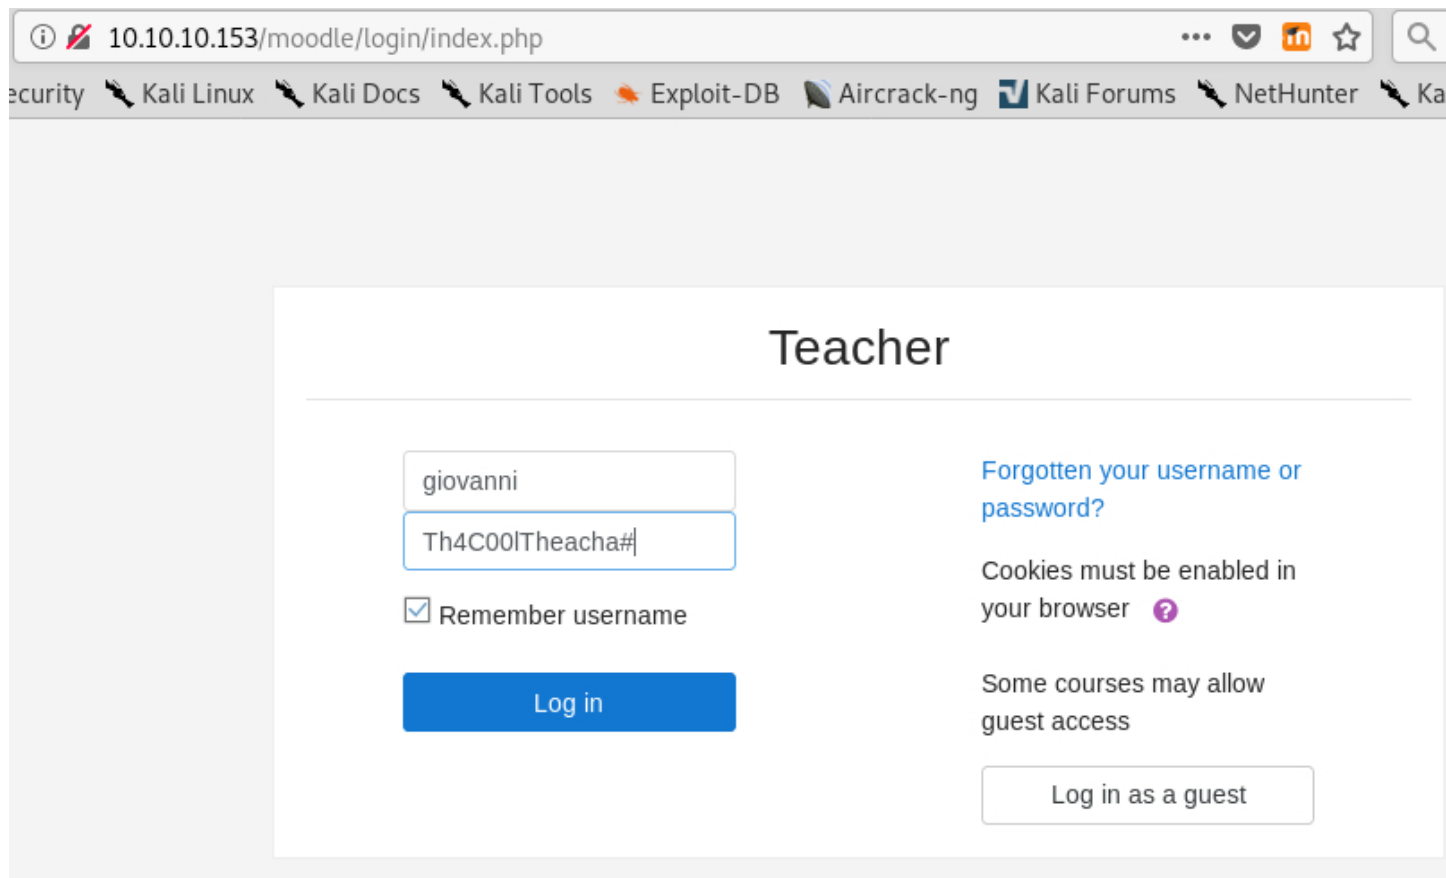 10.10.10.153/moodle/login/index.php
ecurity Kali Linux Kali Docs Kali Tools Exploit-DB Aircrack-ng Kali Forums NetHunter Ka
Teacher
giovanni
Th4C00lTheacha#
Remember username
Log in
Forgotten your username or
password?
Cookies must be enabled in
your browser ?
Some courses may allow
guest access
Log in as a guest